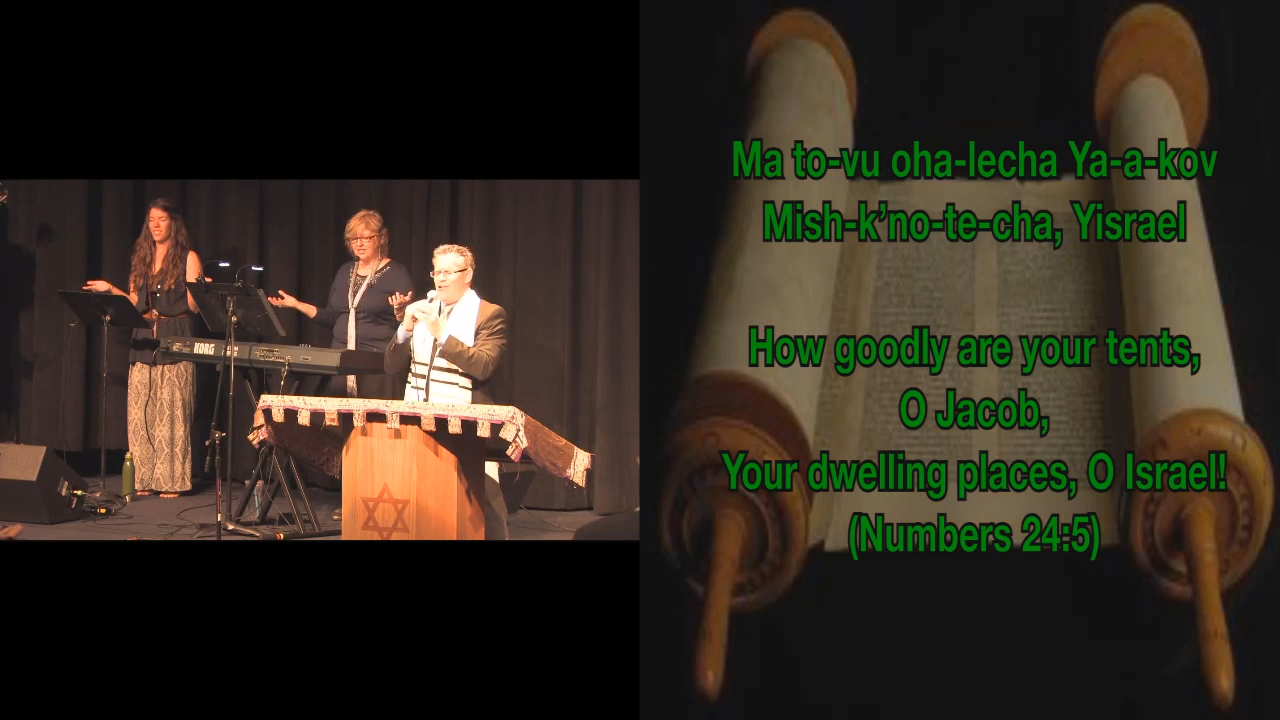 KORG
Ma to-vu oha-lecha Ya-a-kov
Mish-k'no-te-cha, Yisrael
How goodly are your tents,
O Jacob,
Your dwelling places, O Israel!
(Numbers 24:5)